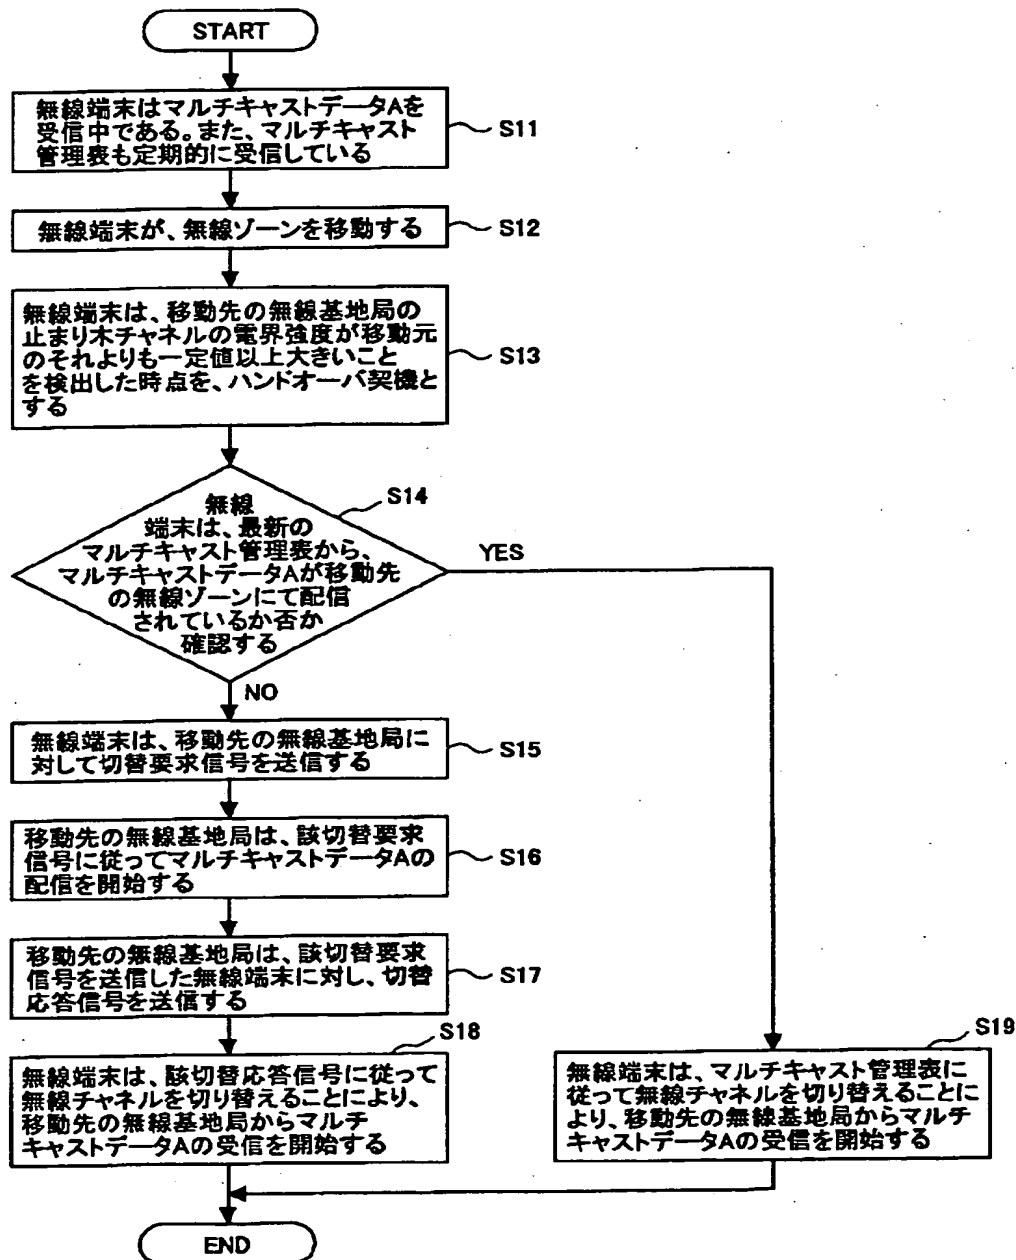 START
無線端末はマルチキャストデータAを
受信中である。また、マルチキャスト
管理表も定期的に受信している
S11
無線端末が、無線ゾーンを移動する
S12
無線端末は、移動先の無線基地局の
止まり木チャネルの電界強度が移動元
のそれよりも一定値以上大きいこと
を検出した時点を、ハンドオーバ契機と
する
S13
S14
無線
端末は、最新の
マルチキャスト管理表から、
マルチキャストデータAが移動先
の無線ゾーンにて配信
されているか否か
確認する
YES
NO
無線端末は、移動先の無線基地局に
対して切替要求信号を送信する
S15
移動先の無線基地局は、該切替要求
信号に従ってマルチキャストデータAの
配信を開始する
S16
移動先の無線基地局は、該切替要求
信号を送信した無線端末に対し、切替
応答信号を送信する
S17
S18
無線端末は、該切替応答信号に従って
無線チャネルを切り替えることにより、
移動先の無線基地局からマルチ
キャストデータAの受信を開始する
S19
無線端末は、マルチキャスト管理表に
従って無線チャネルを切り替えることに
より、移動先の無線基地局からマルチ
キャストデータAの受信を開始する
END